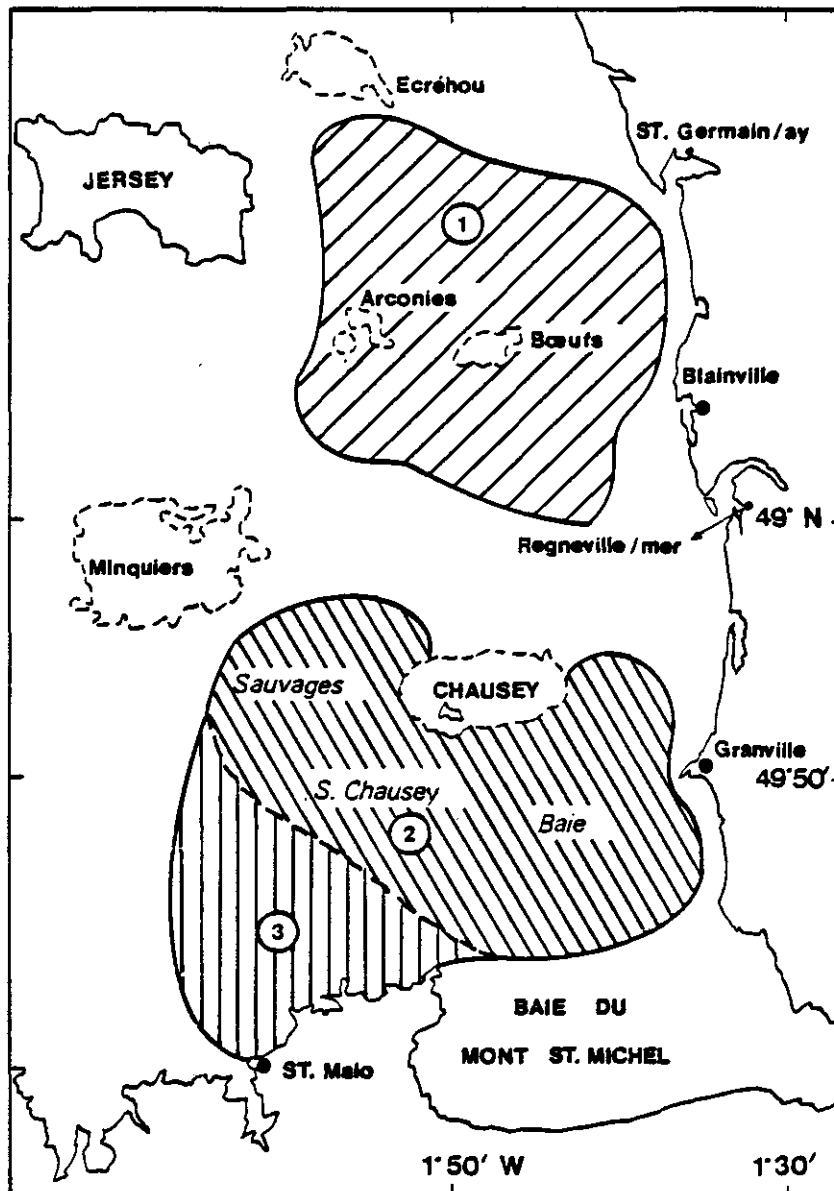 Ecréhou
ST. Germain/ay
JERSEY
1
Arconies
Bœufs
Blainville
49° N
Regneville/mer
Minquiers
Sauvages
CHAUSEY
Granville
49°50'
S. Chausey
Baie
2
3
BAIE DU
MONT ST. MICHEL
ST. Malo
1°50' W
1°30'